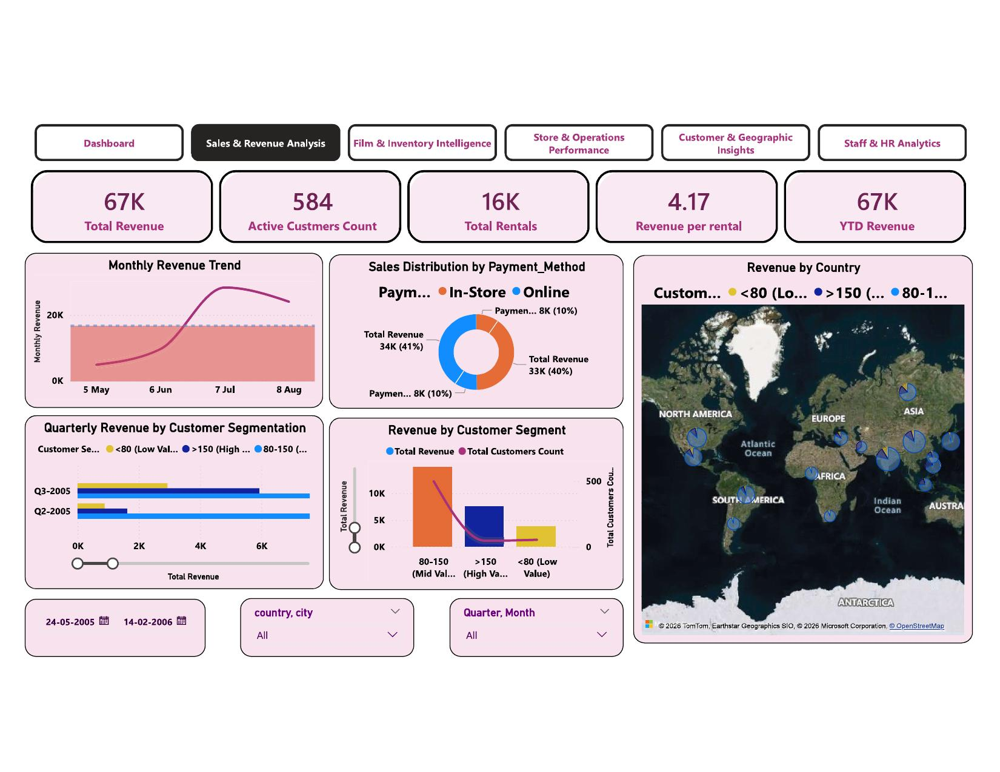 Dashboard
Sales & Revenue Analysis
Film & Inventory Intelligence
Store & Operations
Performance
Customer & Geographic
Insights
Staff & HR Analytics
67K
Total Revenue
584
Active Custmers Count
16K
Total Rentals
4.17
Revenue per rental
67K
YTD Revenue
Monthly Revenue Trend
Monthly Revenue
20K
0K
5 May
6 Jun
7 Jul
8 Aug
Sales Distribution by Payment_Method
Paym... In-Store Online
Paymen... 8K (10%)
Total Revenue
34K (41%)
Total Revenue
33K (40%)
Paymen... 8K (10%)
Revenue by Country
Custom... <80 (Lo... >150 (... 80-1...
NORTH AMERICA
EUROPE
ASIA
Atlantic
Ocean
AFRICA
SOUTH AMERICA
Indian
Ocean
AUSTRA
ANTARCTICA
© 2026 TomTom, Earthstar Geographics SIO, © 2026 Microsoft Corporation, © OpenStreetMap
Quarterly Revenue by Customer Segmentation
Customer Se... <80 (Low Val... >150 (High ... 80-150 (...
Q3-2005
Q2-2005
0K
2K
4K
6K
Total Revenue
Revenue by Customer Segment
Total Revenue Total Customers Count
Total Revenue
10K
5K
0K
500
0
Total Customers Cou...
80-150
(Mid Val...
>150
(High Va...
<80 (Low
Value)
24-05-2005
14-02-2006
country, city
All
Quarter, Month
All